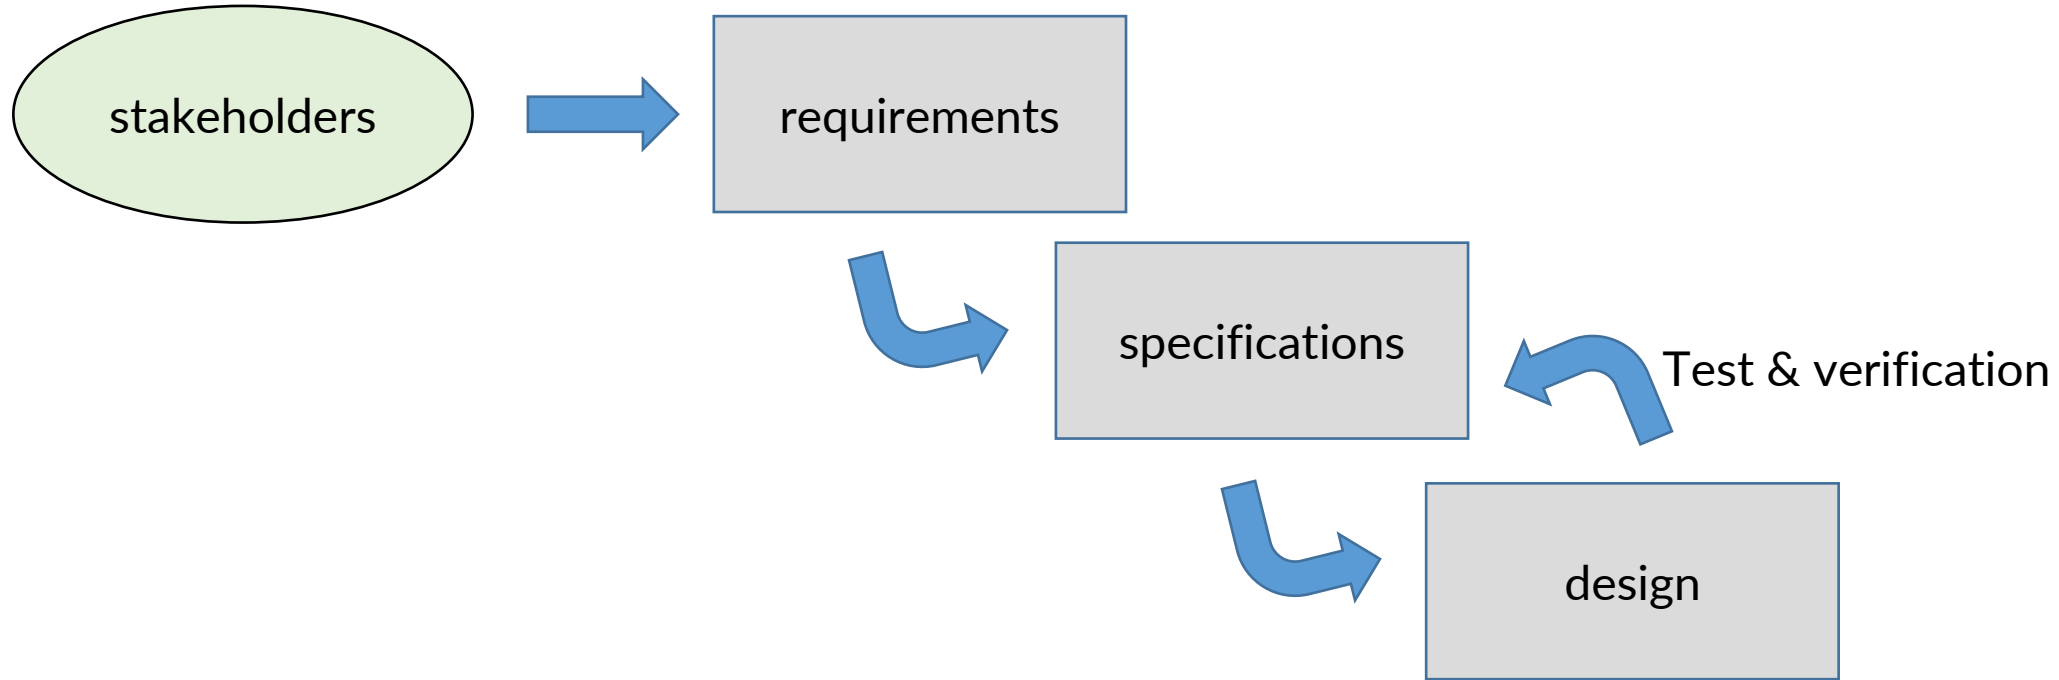 stakeholders
requirements
specifications
Test & verification
design